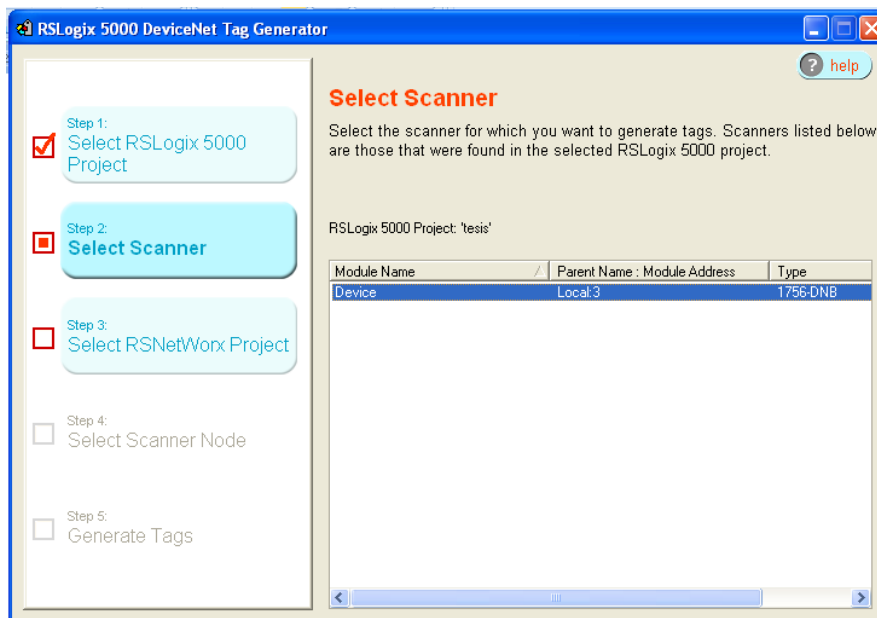 RSLogix 5000 DeviceNet Tag Generator
? help
Step 1:
Select RSLogix 5000
Project
Step 2:
Select Scanner
Step 3:
Select RSNetWorx Project
Step 4:
Select Scanner Node
Step 5:
Generate Tags
Select Scanner
Select the scanner for which you want to generate tags. Scanners listed below
are those that were found in the selected RSLogix 5000 project.
RSLogix 5000 Project: 'tesis'
Module Name Parent Name : Module Address Type
Device Local:3 1756-DNB